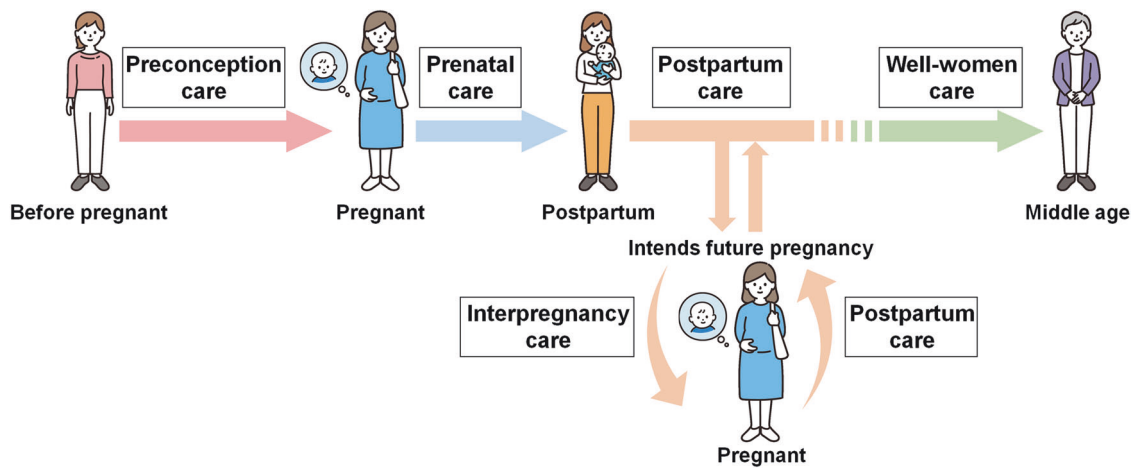 Preconception
care
Prenatal
care
Postpartum
care
Well-women
care
Before pregnant
Pregnant
Postpartum
Middle age
Intends future pregnancy
Interpregnancy
care
Postpartum
care
Pregnant